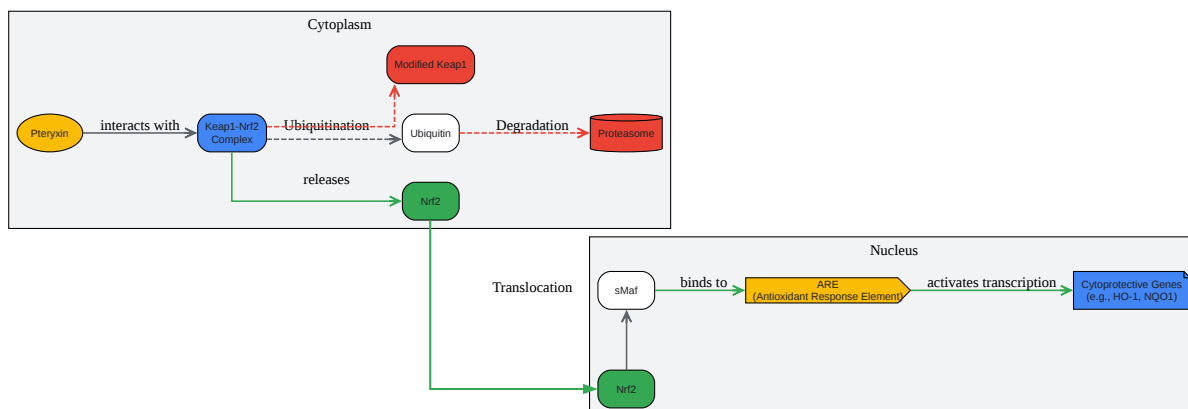 Cytoplasm
Modified Keap1
Pteryxin
interacts with
Keap1-Nrf2
Complex
Ubiquitination
Ubiquitin
Degradation
Proteasome
releases
Nrf2
Nucleus
Translocation
sMaf
binds to
ARE
(Antioxidant Response Element)
activates transcription
Cytoprotective Genes
(e.g., HO-1, NQO1)
Nrf2